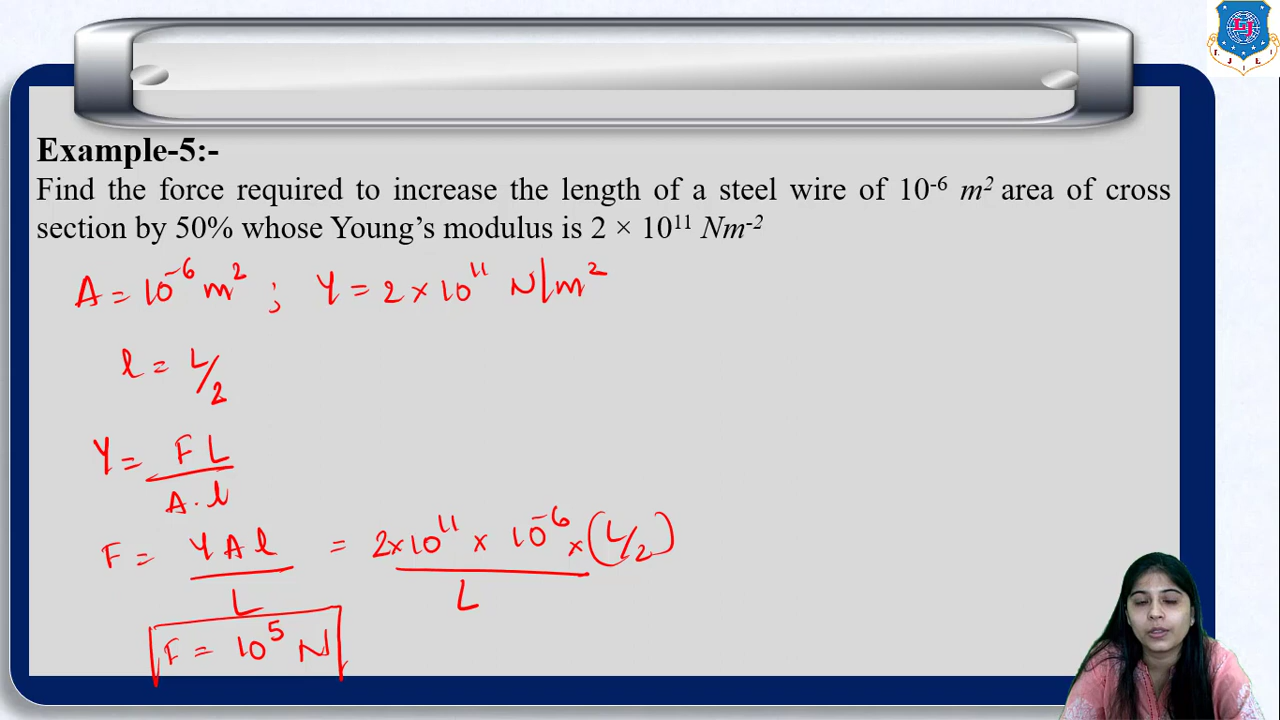 Example-5:-
Find the force required to increase the length of a steel wire of 10⁻⁶ m² area of cross
section by 50% whose Young's modulus is 2 × 10¹¹ Nm⁻²
A = 10⁻⁶ m² ; Y = 2 × 10¹¹ N/m²
l = L/2
Y = FL / A.l
F = YAl / L = 2×10¹¹ × 10⁻⁶ × (L/2) / L
F = 10⁵ N